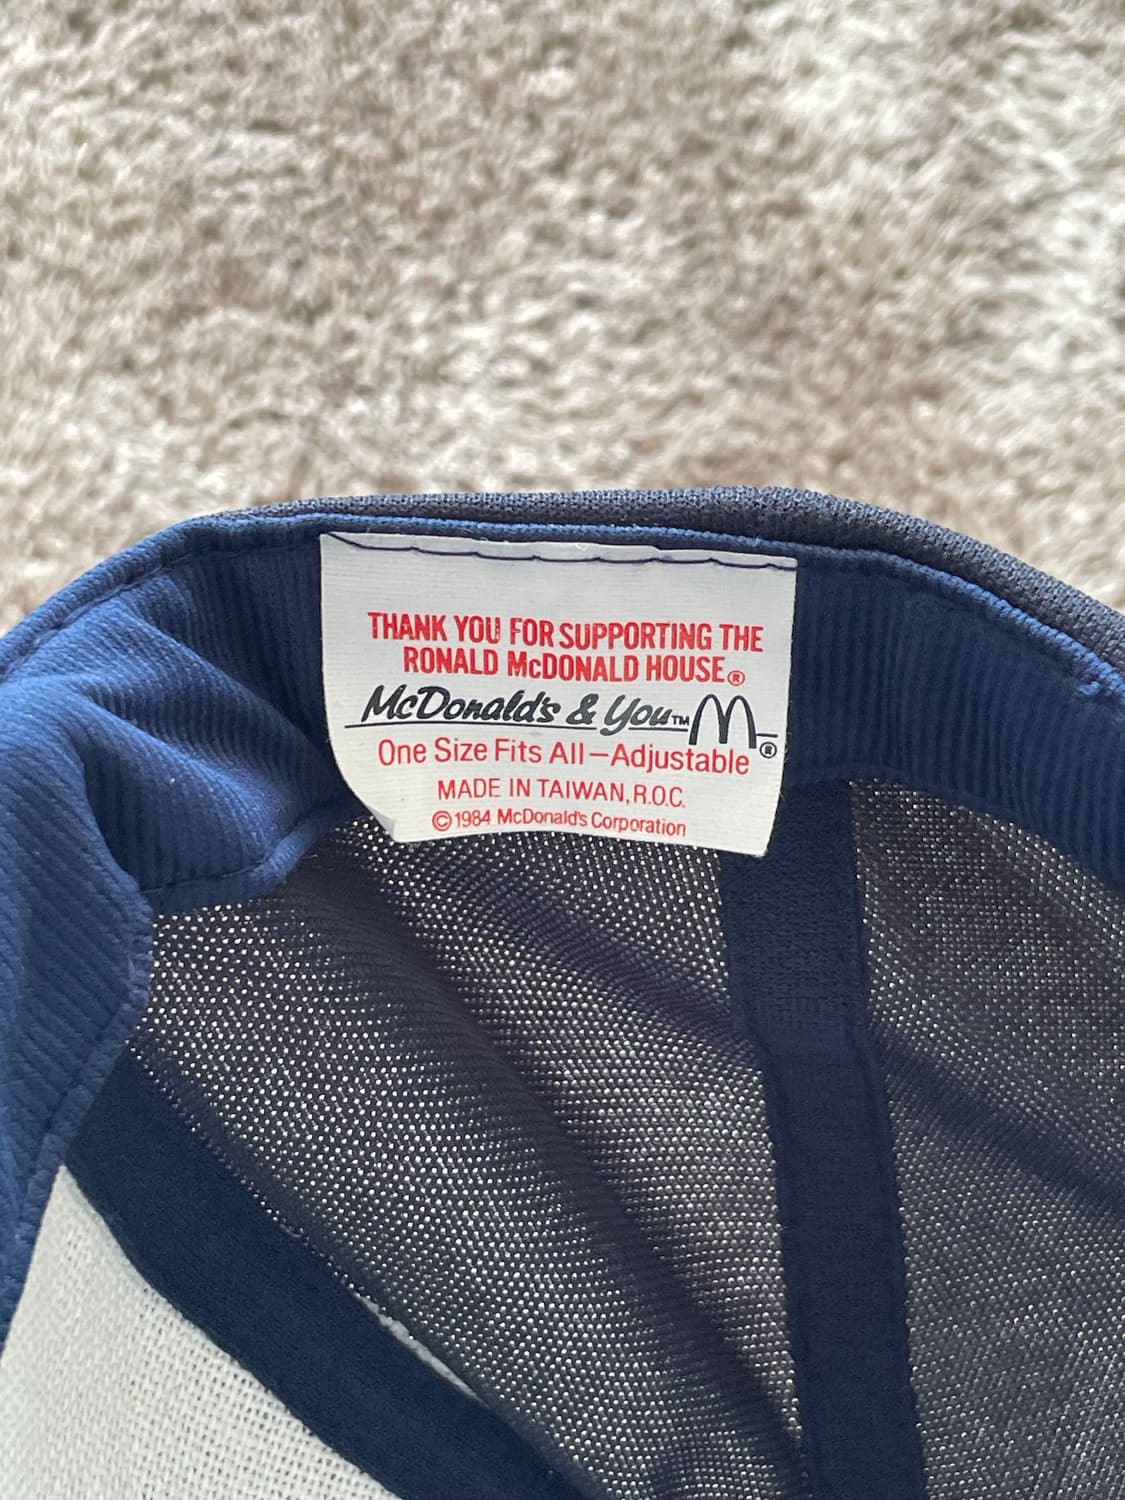 THANK YOU FOR SUPPORTING THE
RONALD McDONALD HOUSE®
McDonald's & You™ M®
One Size Fits All—Adjustable
MADE IN TAIWAN, R.O.C.
©1984 McDonald's Corporation